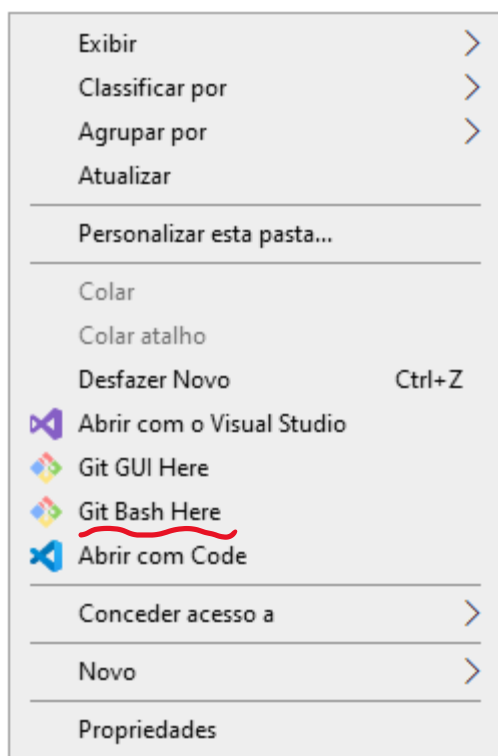 Exibir
Classificar por
Agrupar por
Atualizar
Personalizar esta pasta...
Colar
Colar atalho
Desfazer Novo Ctrl+Z
Abrir com o Visual Studio
Git GUI Here
Git Bash Here
Abrir com Code
Conceder acesso a
Novo
Propriedades